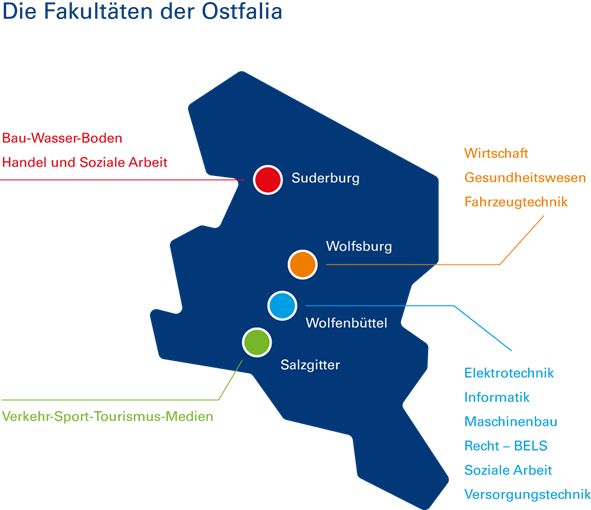 Die Fakultäten der Ostfalia
Bau-Wasser-Boden
Handel und Soziale Arbeit
Suderburg
Wirtschaft
Gesundheitswesen
Fahrzeugtechnik
Wolfsburg
Wolfenbüttel
Salzgitter
Verkehr-Sport-Tourismus-Medien
Elektrotechnik
Informatik
Maschinenbau
Recht – BELS
Soziale Arbeit
Versorgungstechnik